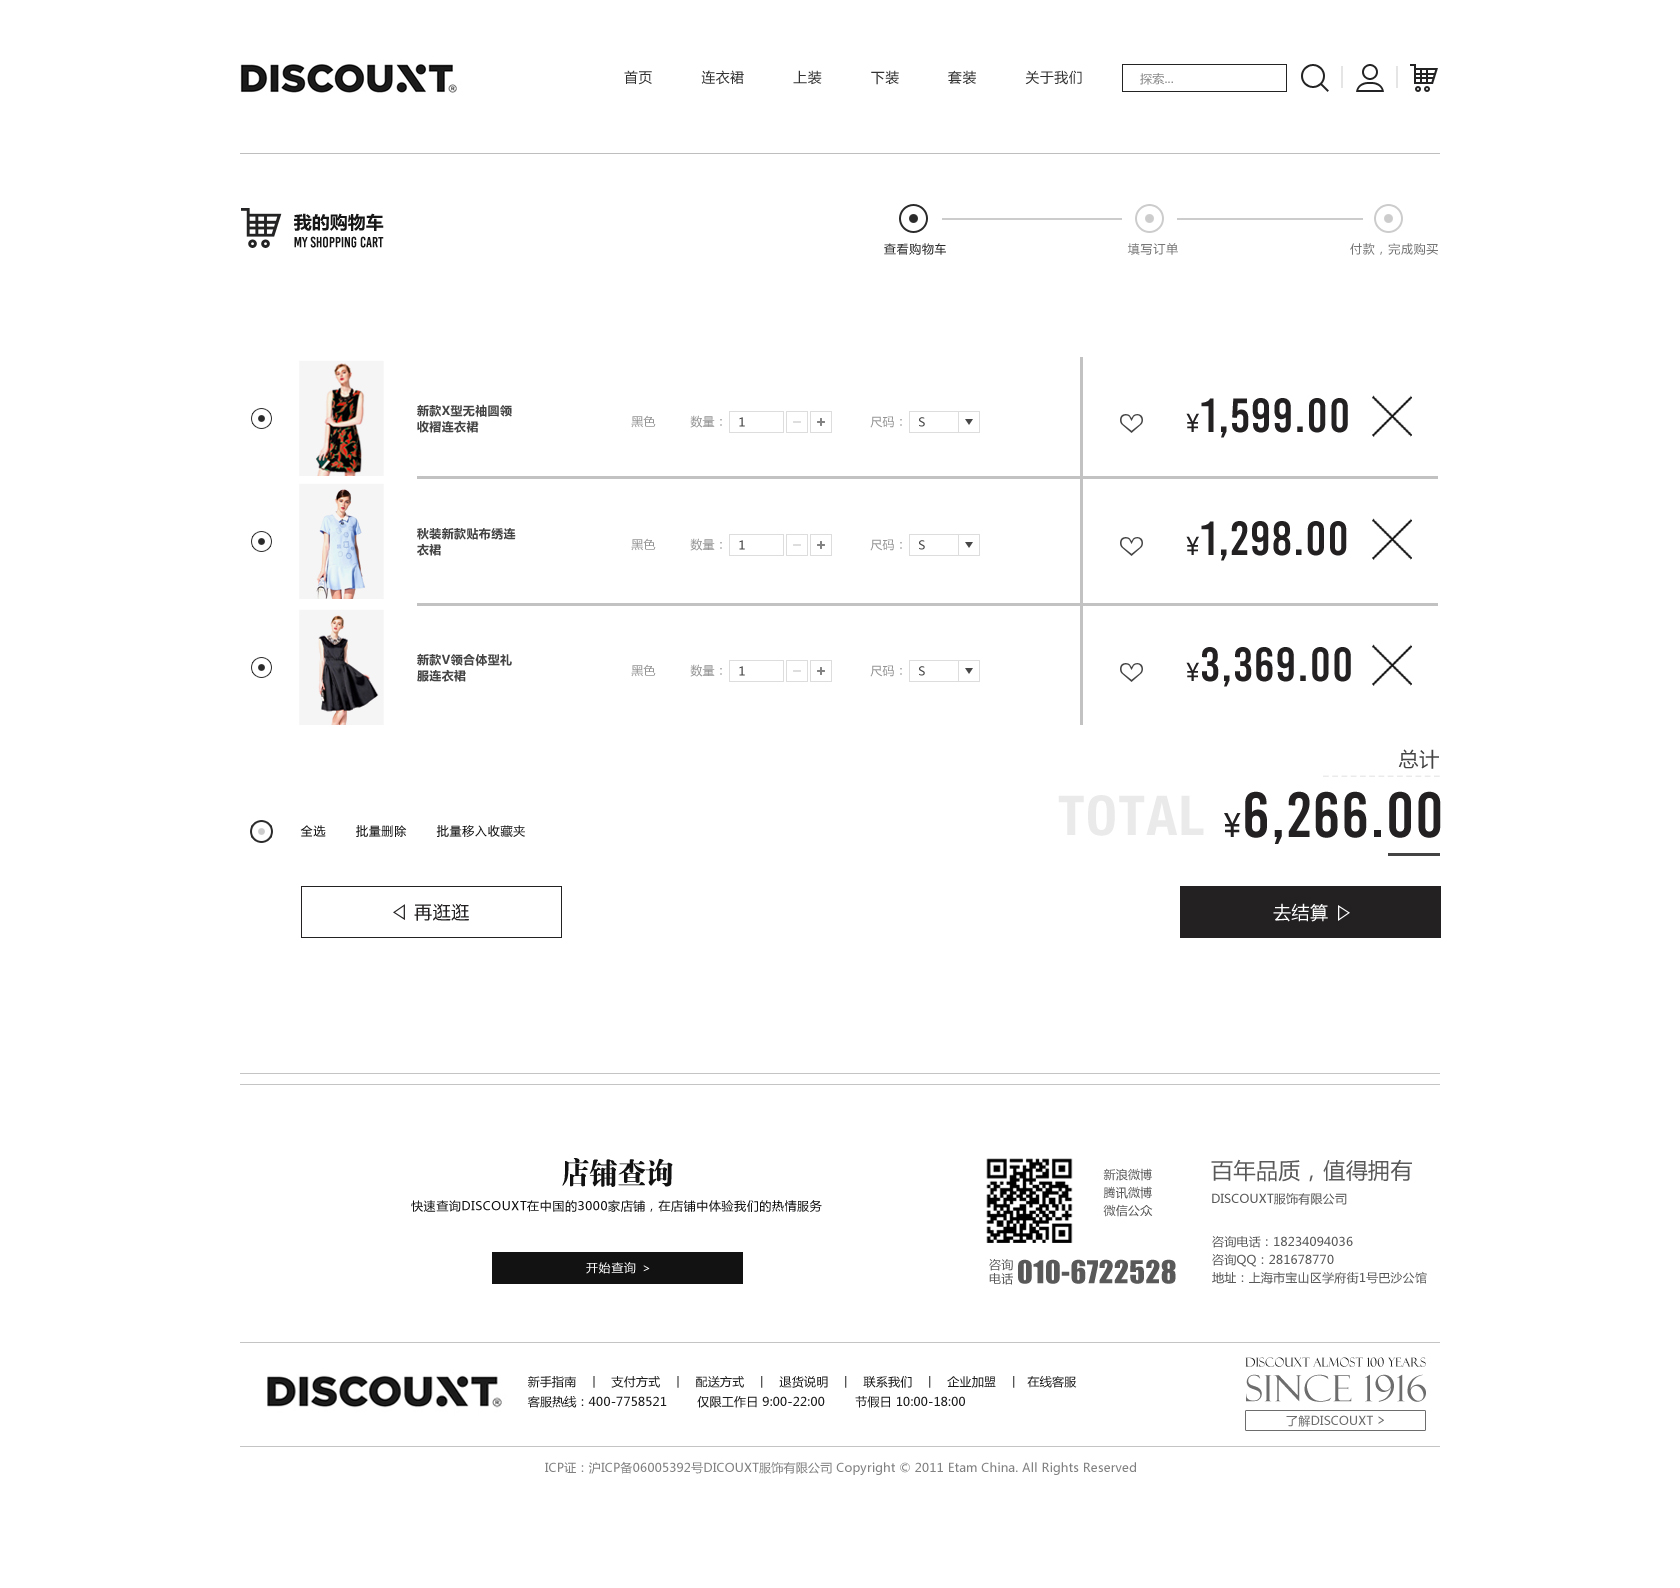 DISCOUXT®
首页 连衣裙 上装 下装 套装 关于我们 探索...
我的购物车
MY SHOPPING CART
查看购物车 填写订单 付款，完成购买
新款X型无袖圆领
收褶连衣裙
黑色 数量： 1 − + 尺码： S ¥1,599.00
秋装新款贴布绣连
衣裙
黑色 数量： 1 − + 尺码： S ¥1,298.00
新款V领合体型礼
服连衣裙
黑色 数量： 1 − + 尺码： S ¥3,369.00
总计
TOTAL ¥6,266.00
全选 批量删除 批量移入收藏夹
再逛逛 去结算
店铺查询
快速查询DISCOUXT在中国的3000家店铺，在店铺中体验我们的热情服务
开始查询 >
新浪微博
腾讯微博
微信公众
咨询
电话 010-6722528
百年品质，值得拥有
DISCOUXT服饰有限公司
咨询电话：18234094036
咨询QQ：281678770
地址：上海市宝山区学府街1号巴沙公馆
DISCOUXT®
新手指南 | 支付方式 | 配送方式 | 退货说明 | 联系我们 | 企业加盟 | 在线客服
客服热线：400-7758521 仅限工作日 9:00-22:00 节假日 10:00-18:00
DISCOUXT ALMOST 100 YEARS
SINCE 1916
了解DISCOUXT >
ICP证：沪ICP备06005392号DICOUXT服饰有限公司 Copyright © 2011 Etam China. All Rights Reserved